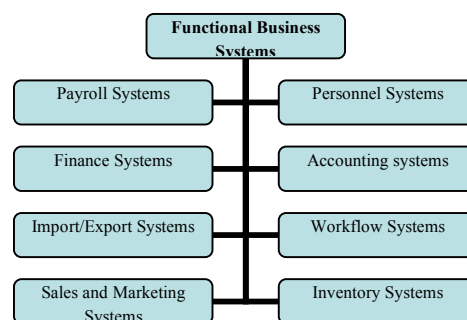 Functional Business
Systems
Payroll Systems
Personnel Systems
Finance Systems
Accounting systems
Import/Export Systems
Workflow Systems
Sales and Marketing
Systems
Inventory Systems